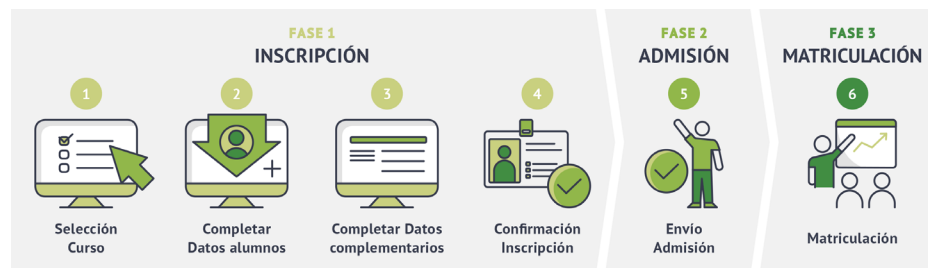 FASE 1
INSCRIPCIÓN
1
2
3
4
Selección
Curso
Completar
Datos alumnos
Completar Datos
complementarios
Confirmación
Inscripción
FASE 2
ADMISIÓN
5
Envío
Admisión
FASE 3
MATRICULACIÓN
6
Matriculación